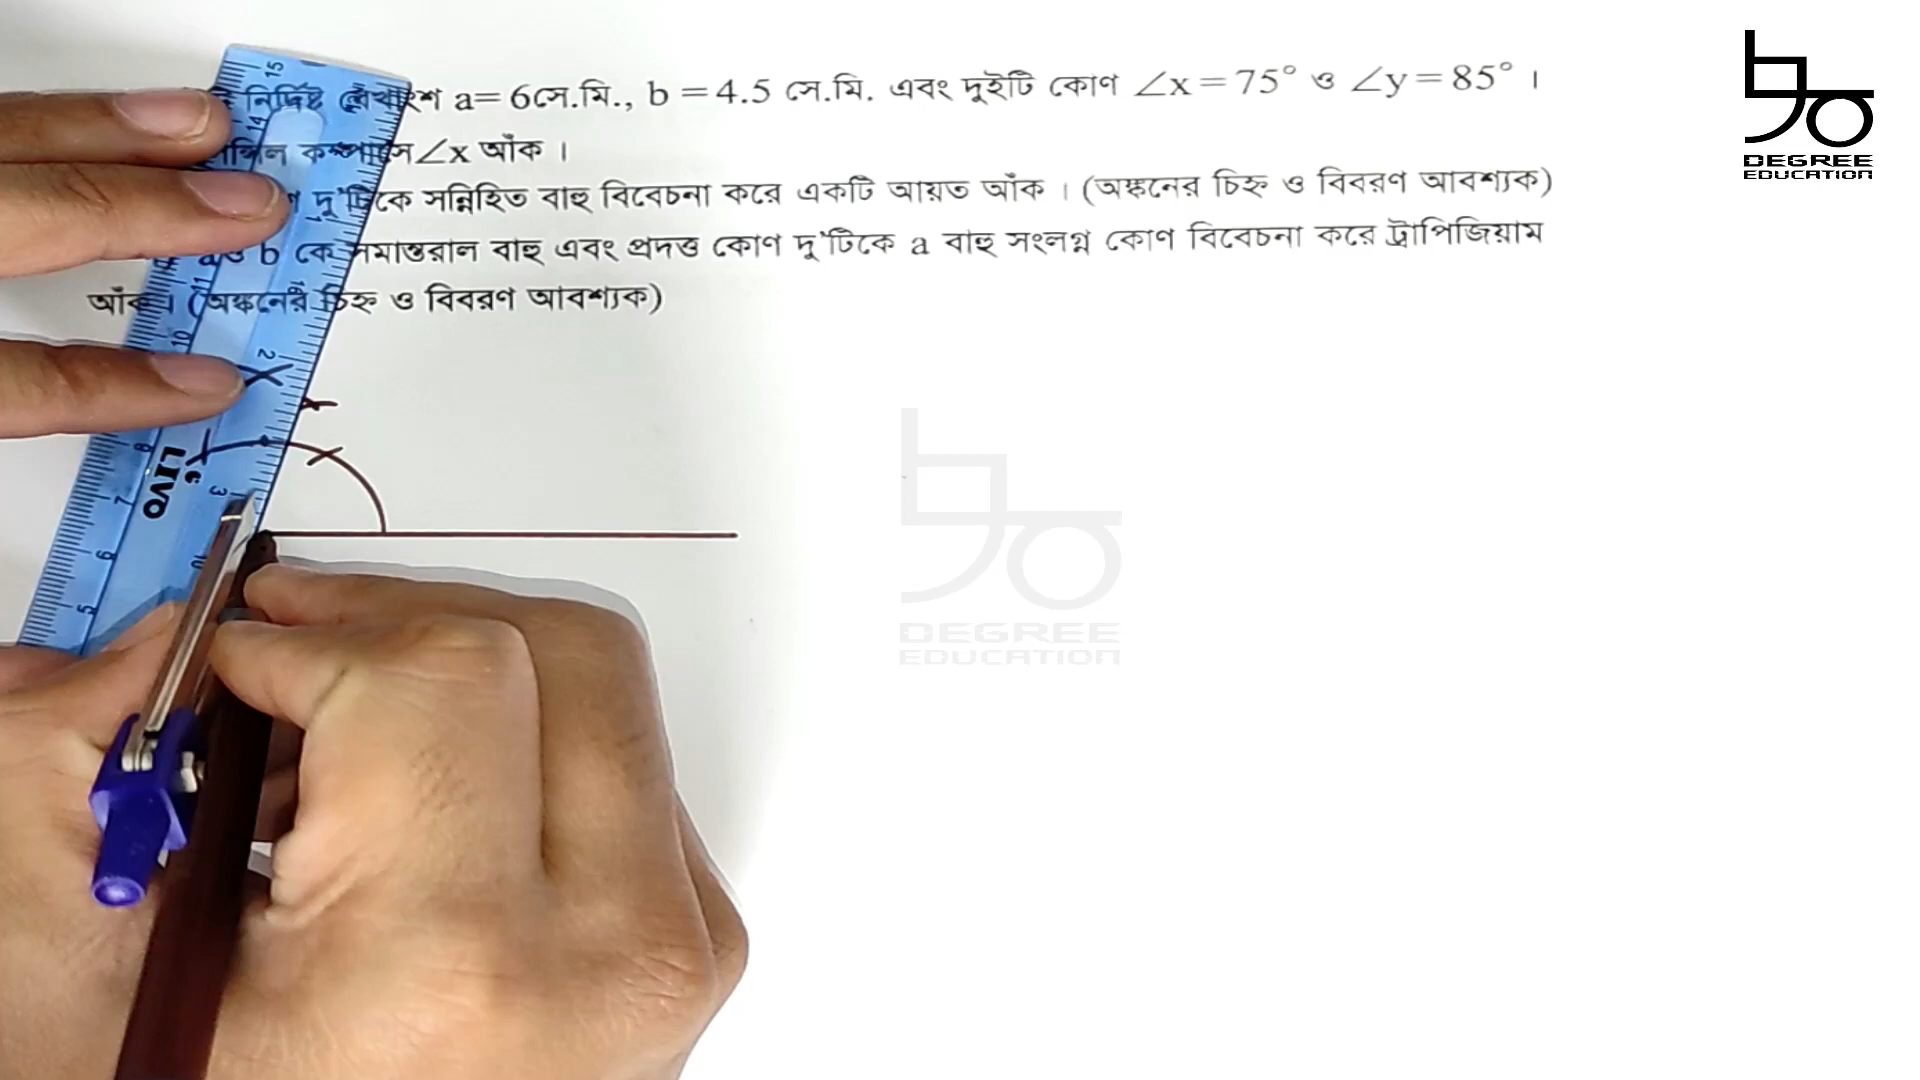 নির্দিষ্ট রেখাংশ a= 6সে.মি., b = 4.5 সে.মি. এবং দুইটি কোণ ∠x = 75° ও ∠y = 85° ।
কম্পাসে ∠x আঁক ।
দু'টিকে সন্নিহিত বাহু বিবেচনা করে একটি আয়ত আঁক । (অঙ্কনের চিহ্ন ও বিবরণ আবশ্যক)
a ও b কে সমান্তরাল বাহু এবং প্রদত্ত কোণ দু'টিকে a বাহু সংলগ্ন কোণ বিবেচনা করে ট্রাপিজিয়াম
আঁক । (অঙ্কনের চিহ্ন ও বিবরণ আবশ্যক)
DEGREE
EDUCATION
LIVO
DEGREE
EDUCATION